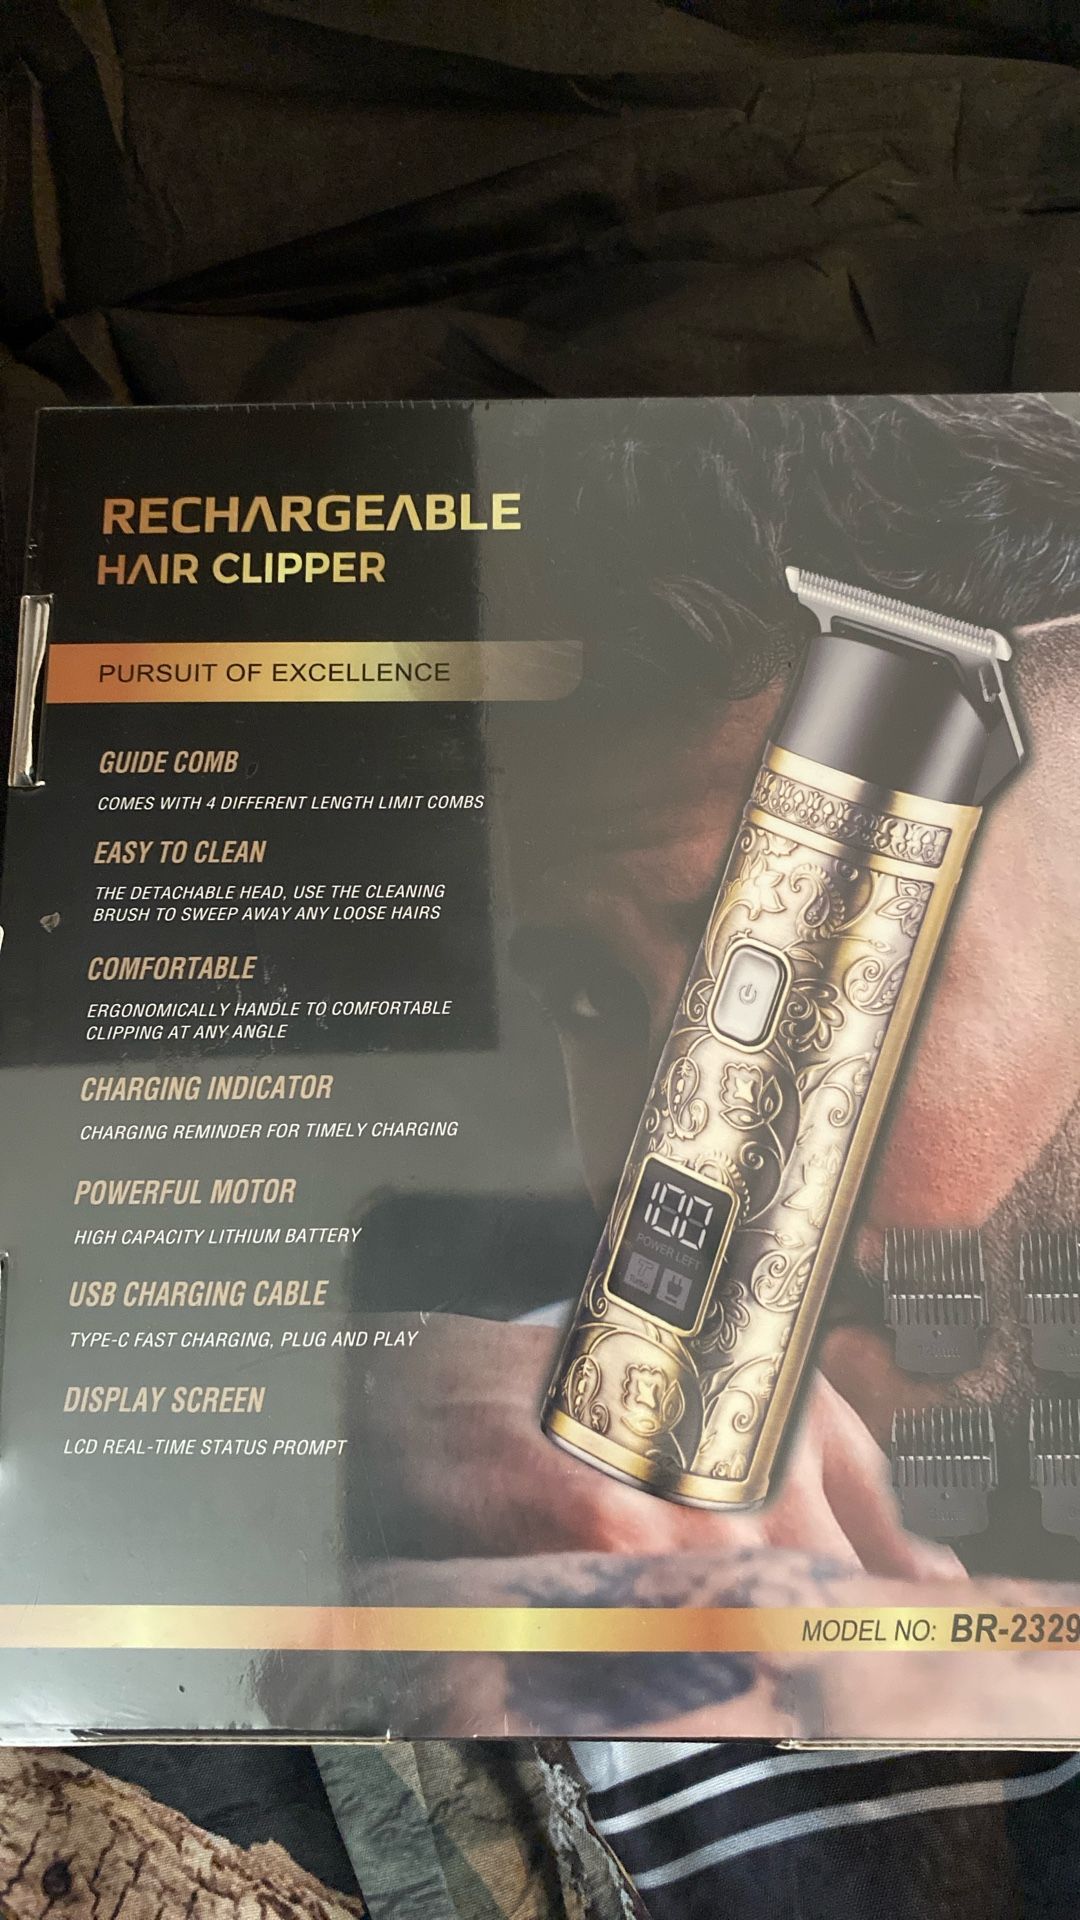 RECHARGEABLE
HAIR CLIPPER
PURSUIT OF EXCELLENCE
GUIDE COMB
COMES WITH 4 DIFFERENT LENGTH LIMIT COMBS
EASY TO CLEAN
THE DETACHABLE HEAD, USE THE CLEANING
BRUSH TO SWEEP AWAY ANY LOOSE HAIRS
COMFORTABLE
ERGONOMICALLY HANDLE TO COMFORTABLE
CLIPPING AT ANY ANGLE
CHARGING INDICATOR
CHARGING REMINDER FOR TIMELY CHARGING
POWERFUL MOTOR
HIGH CAPACITY LITHIUM BATTERY
USB CHARGING CABLE
TYPE-C FAST CHARGING, PLUG AND PLAY
DISPLAY SCREEN
LCD REAL-TIME STATUS PROMPT
100
POWER LEFT
Turbo
MODEL NO: BR-2329